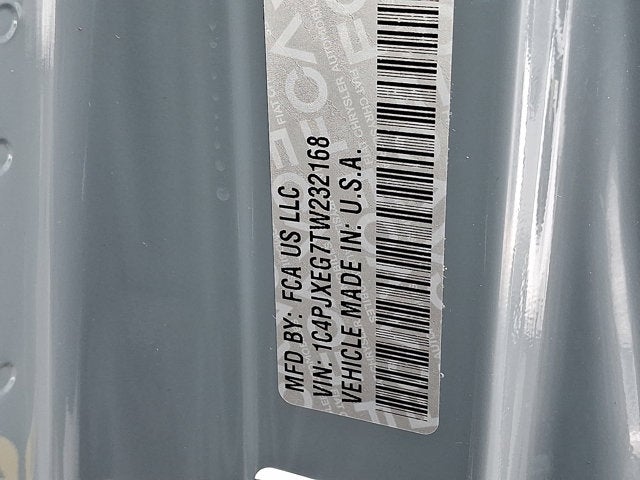 MFD BY: FCA US LLC
VIN: 1C4PJXEG7TW232168
VEHICLE MADE IN: U.S.A.